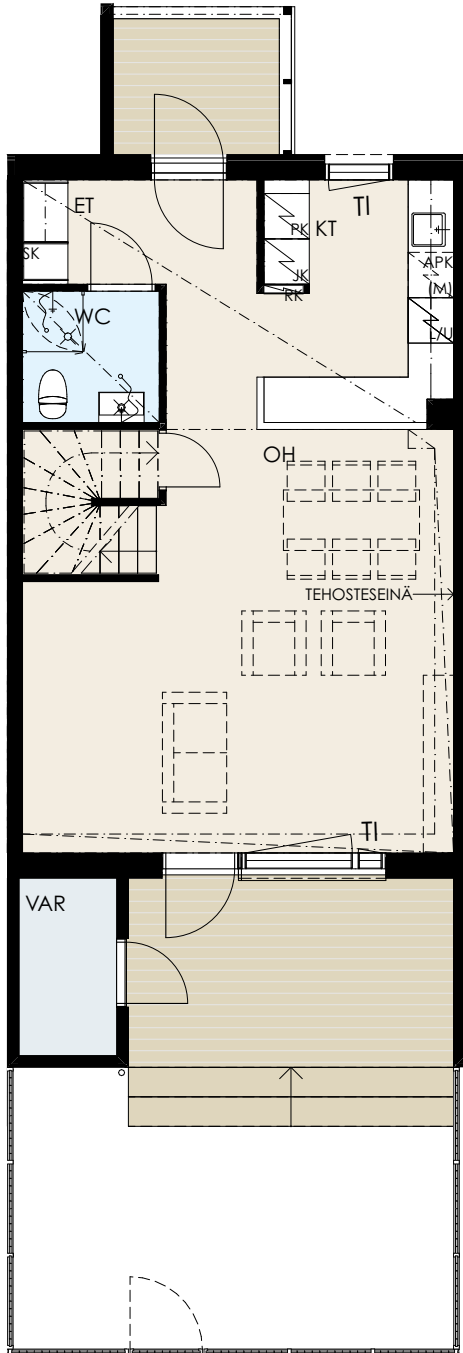 ET
SK
WC
PK
KT
JK
RK
TI
APK
(M)
L/U
OH
TEHOSTESEINÄ
TI
VAR